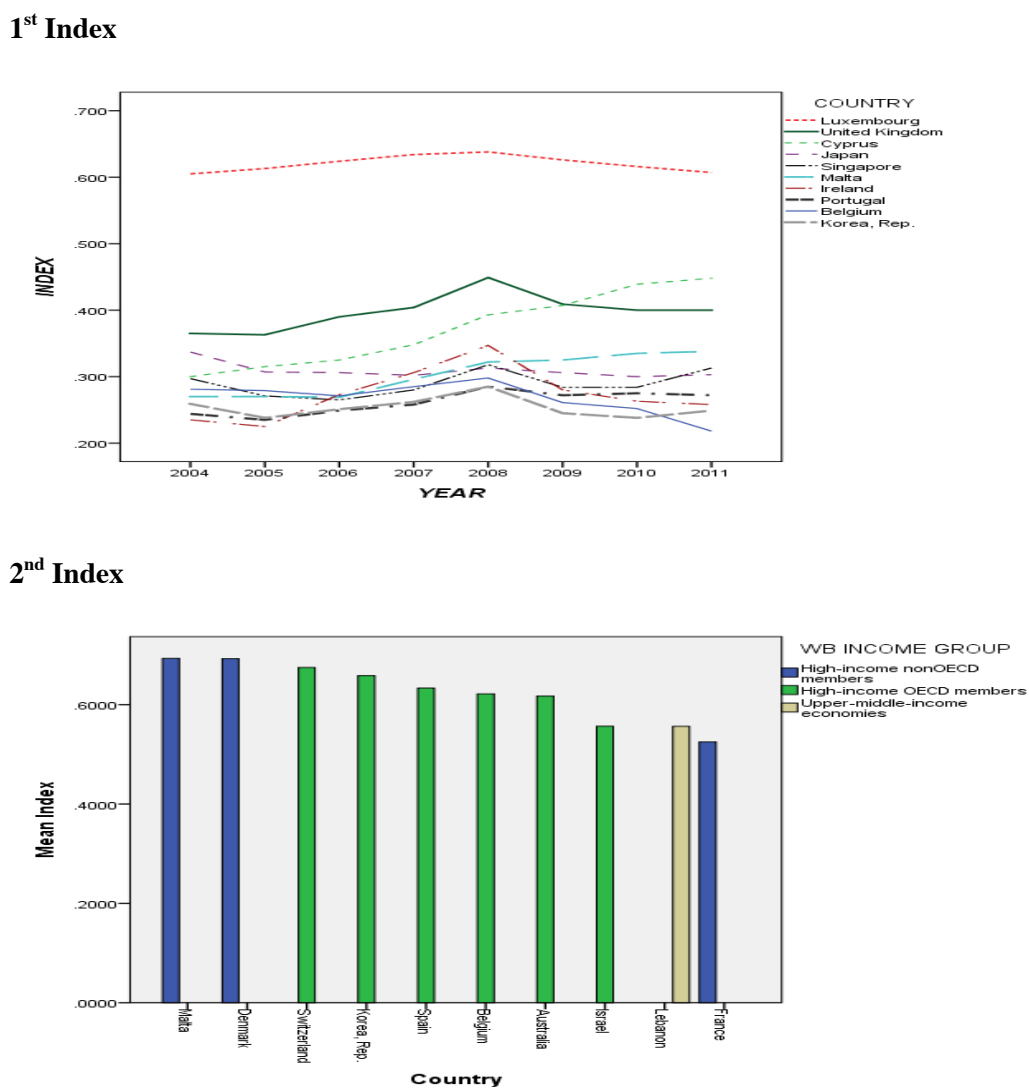 1st Index
.700
.600
.500
.400
.300
.200
INDEX
2004 2005 2006 2007 2008 2009 2010 2011
YEAR
COUNTRY
Luxembourg
United Kingdom
Cyprus
Japan
Singapore
Malta
Ireland
Portugal
Belgium
Korea, Rep.
2nd Index
.6000
.4000
.2000
.0000
Mean Index
Malta
Denmark
Switzerland
Korea, Rep.
Spain
Belgium
Australia
Israel
Lebanon
France
Country
WB INCOME GROUP
High-income nonOECD
members
High-income OECD members
Upper-middle-income
economies